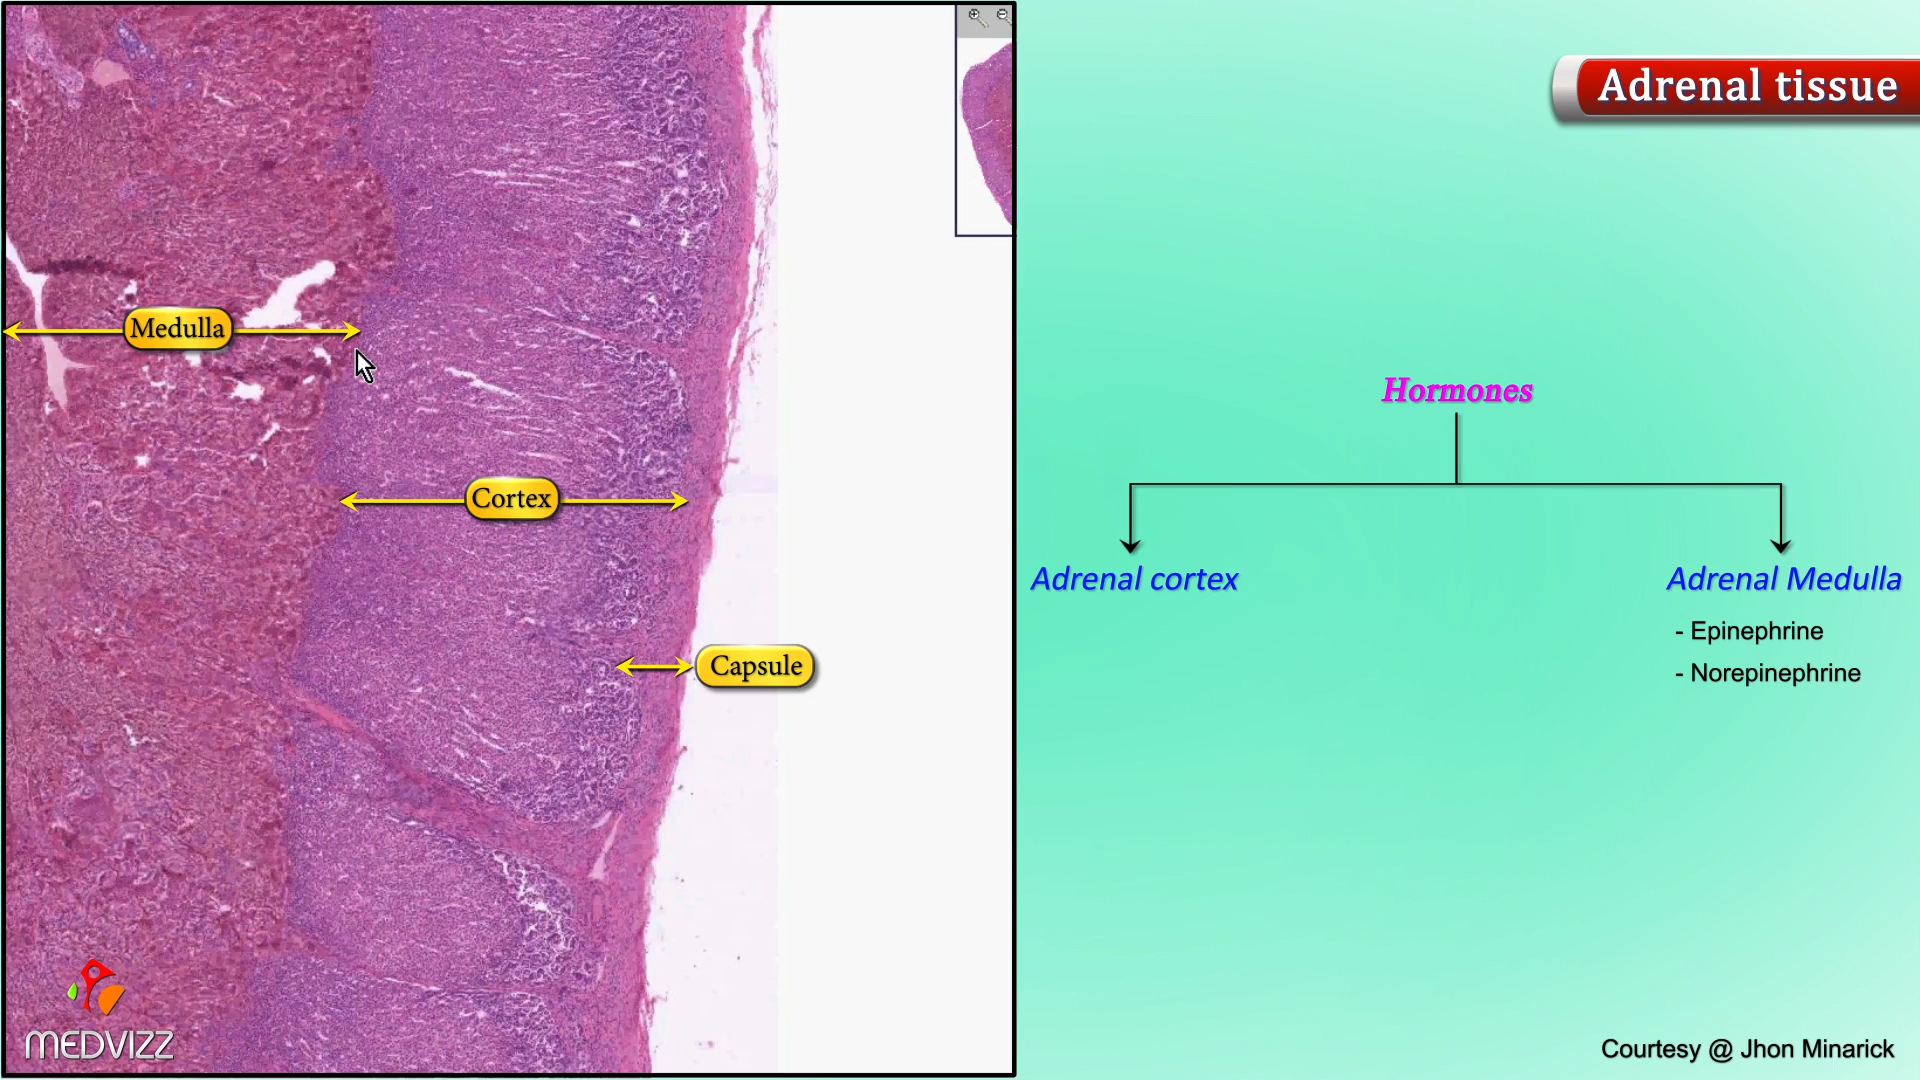 Adrenal tissue
Medulla
Cortex
Capsule
Hormones
Adrenal cortex
Adrenal Medulla
- Epinephrine
- Norepinephrine
MEDVIZZ
Courtesy @ Jhon Minarick